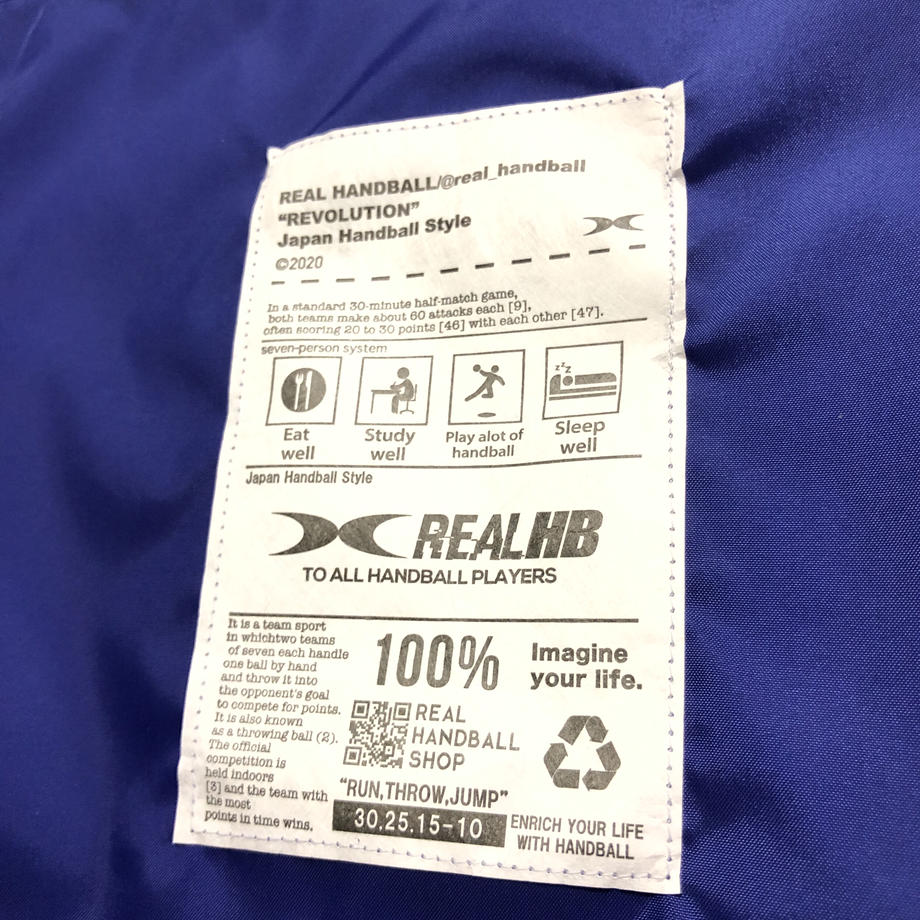 REAL HANDBALL/@real_handball
“REVOLUTION”
Japan Handball Style
©2020
In a standard 30-minute half-match game,
both teams make about 60 attacks each [9],
often scoring 20 to 30 points [46] with each other [47].
seven-person system
Eat
well
Study
well
Play alot of
handball
zzz
Sleep
well
Japan Handball Style
REALHB
TO ALL HANDBALL PLAYERS
It is a team sport
in whichtwo teams
of seven each handle
one ball by hand
and throw it into
the opponent's goal
to compete for points.
It is also known
as a throwing ball (2).
The official
competition is
held indoors
[3] and the team with
the most
points in time wins.
100%
REAL
HANDBALL
SHOP
“RUN,THROW,JUMP”
30.25.15-10
Imagine
your life.
ENRICH YOUR LIFE
WITH HANDBALL